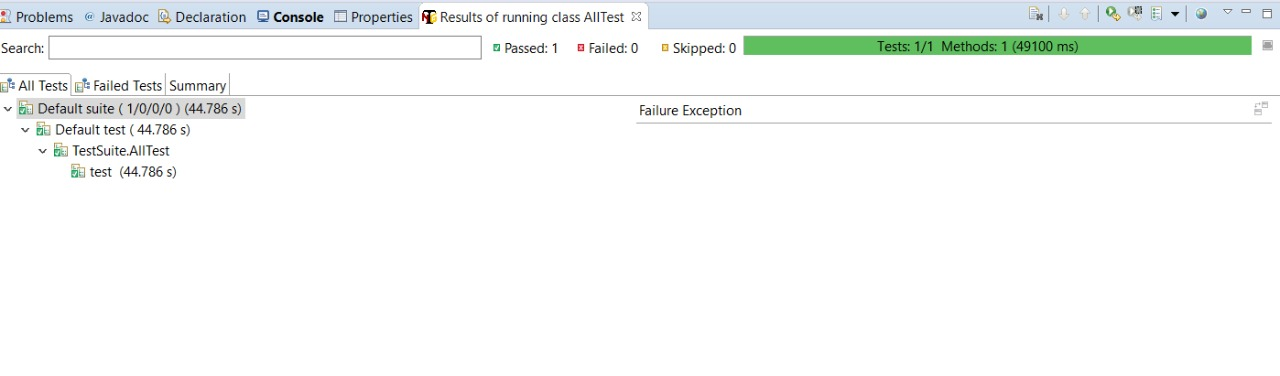 Problems @ Javadoc Declaration Console Properties Results of running class AllTest
Search: Passed: 1 Failed: 0 Skipped: 0 Tests: 1/1 Methods: 1 (49100 ms)
All Tests Failed Tests Summary
Default suite ( 1/0/0/0 ) (44.786 s) Failure Exception
Default test ( 44.786 s)
TestSuite.AllTest
test (44.786 s)